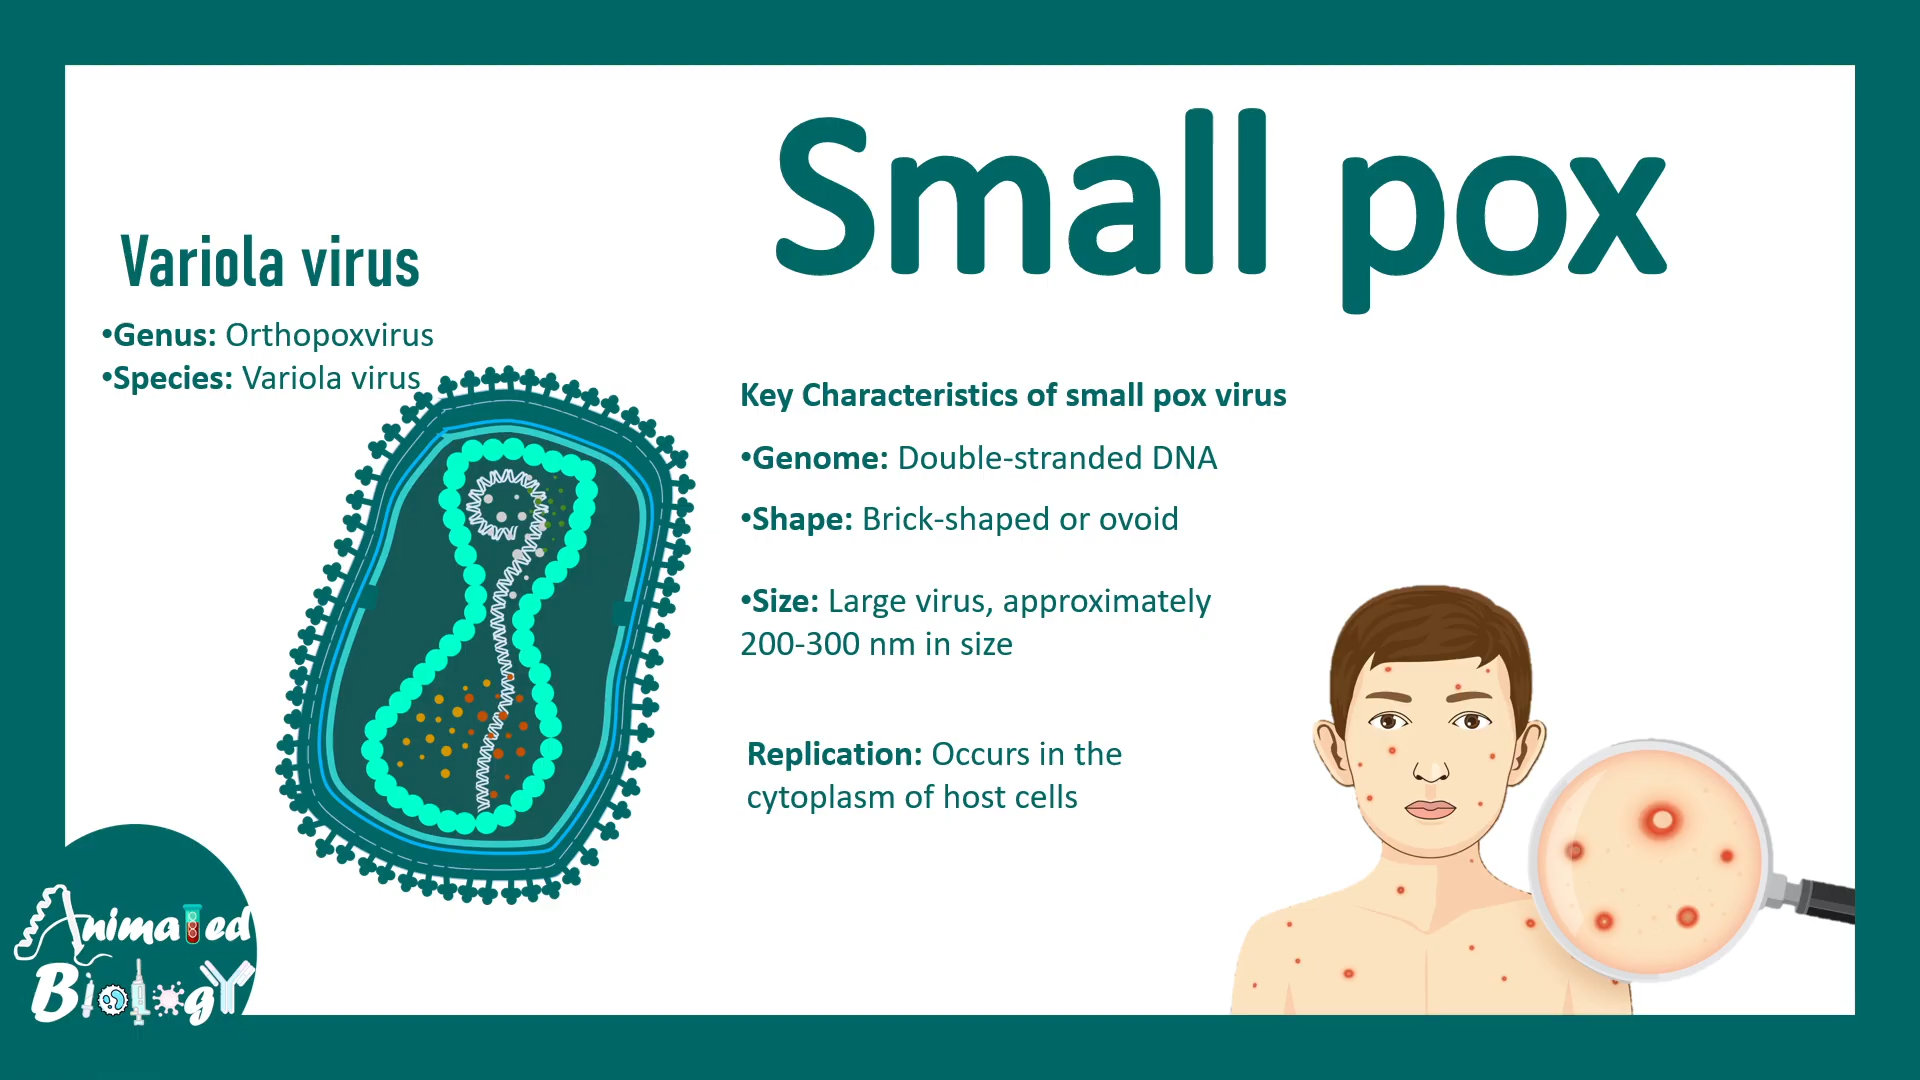 Small pox
Variola virus
•Genus: Orthopoxvirus
•Species: Variola virus
Key Characteristics of small pox virus
•Genome: Double-stranded DNA
•Shape: Brick-shaped or ovoid
•Size: Large virus, approximately
200-300 nm in size
Replication: Occurs in the
cytoplasm of host cells
Animated
Biology